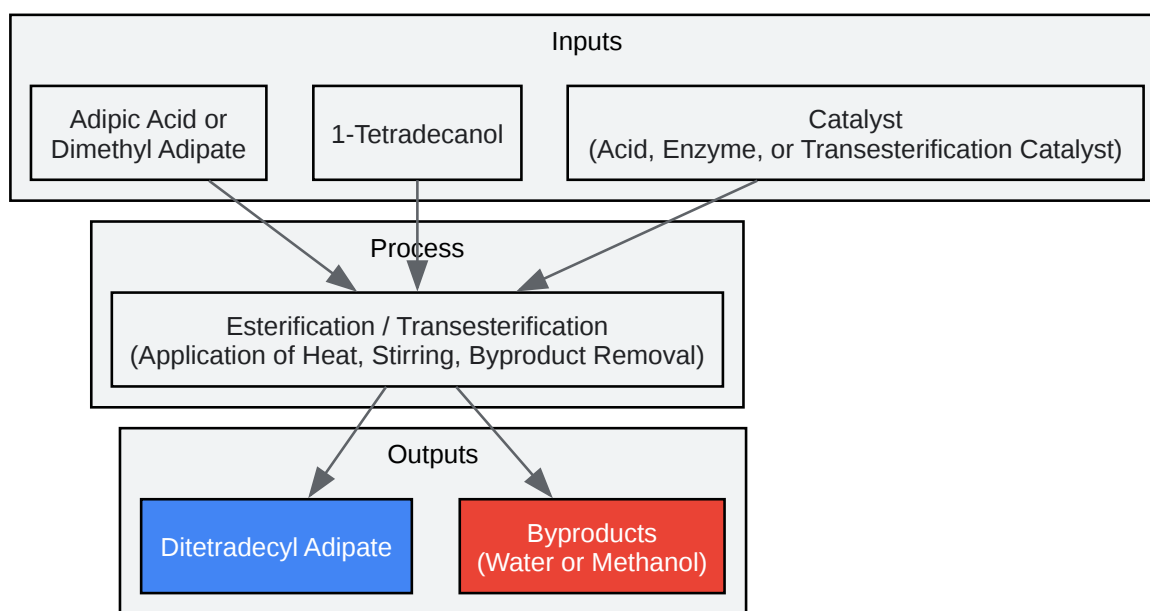 Inputs
Adipic Acid or
Dimethyl Adipate
1-Tetradecanol
Catalyst
(Acid, Enzyme, or Transesterification Catalyst)
Process
Esterification / Transesterification
(Application of Heat, Stirring, Byproduct Removal)
Outputs
Ditetradecyl Adipate
Byproducts
(Water or Methanol)